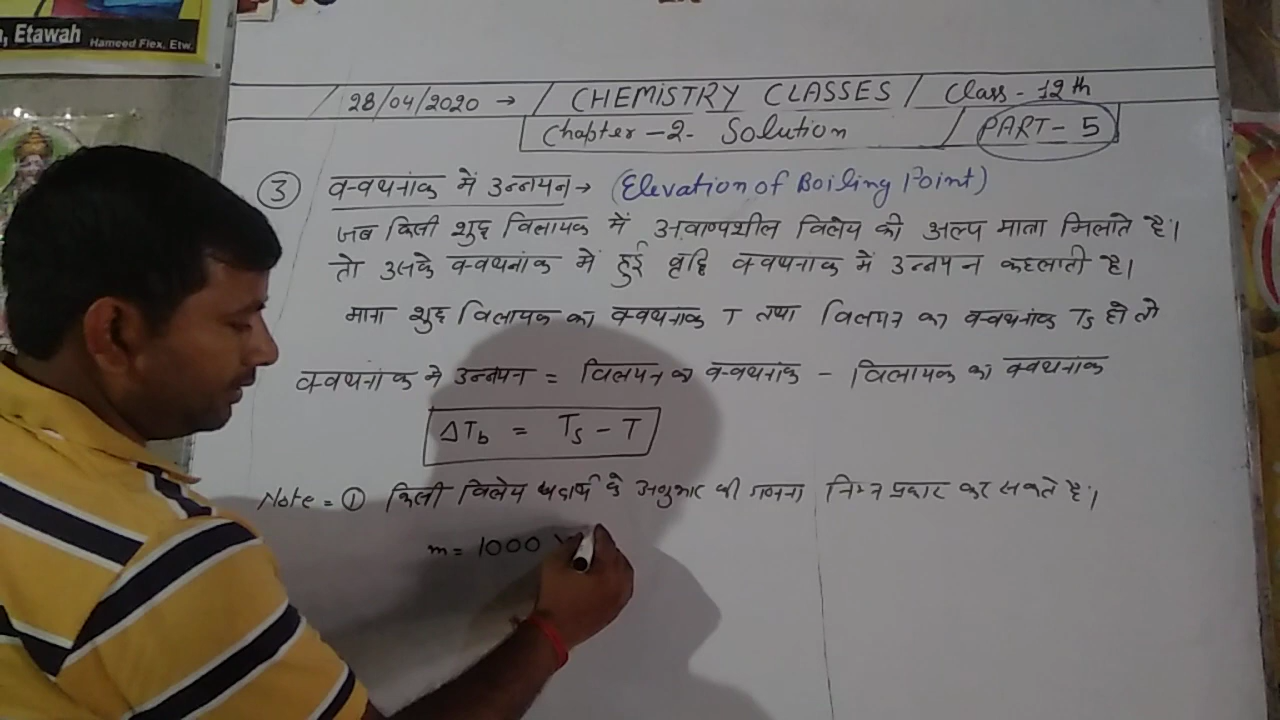 , Etawah
Hameed Flex, Etw.
28/04/2020 → / CHEMISTRY CLASSES / Class-12th
Chapter-2- Solution / PART-5
③ क्वथनांक में उन्नयन → (Elevation of Boiling Point)
जब किसी शुद्ध विलायक में अवाष्पशील विलेय की अल्प मात्रा मिलाते है।
तो उसके क्वथनांक में हुई वृद्धि क्वथनांक में उन्नयन कहलाती है।
माना शुद्ध विलायक का क्वथनांक T तथा विलयन का क्वथनांक Ts हो तो
क्वथनांक में उन्नयन = विलयन का क्वथनांक - विलायक का क्वथनांक
ΔTb = Ts - T
Note = ① किसी विलेय पदार्थ के अणुभार की गणना निम्न प्रकार कर सकते है।
m = 1000